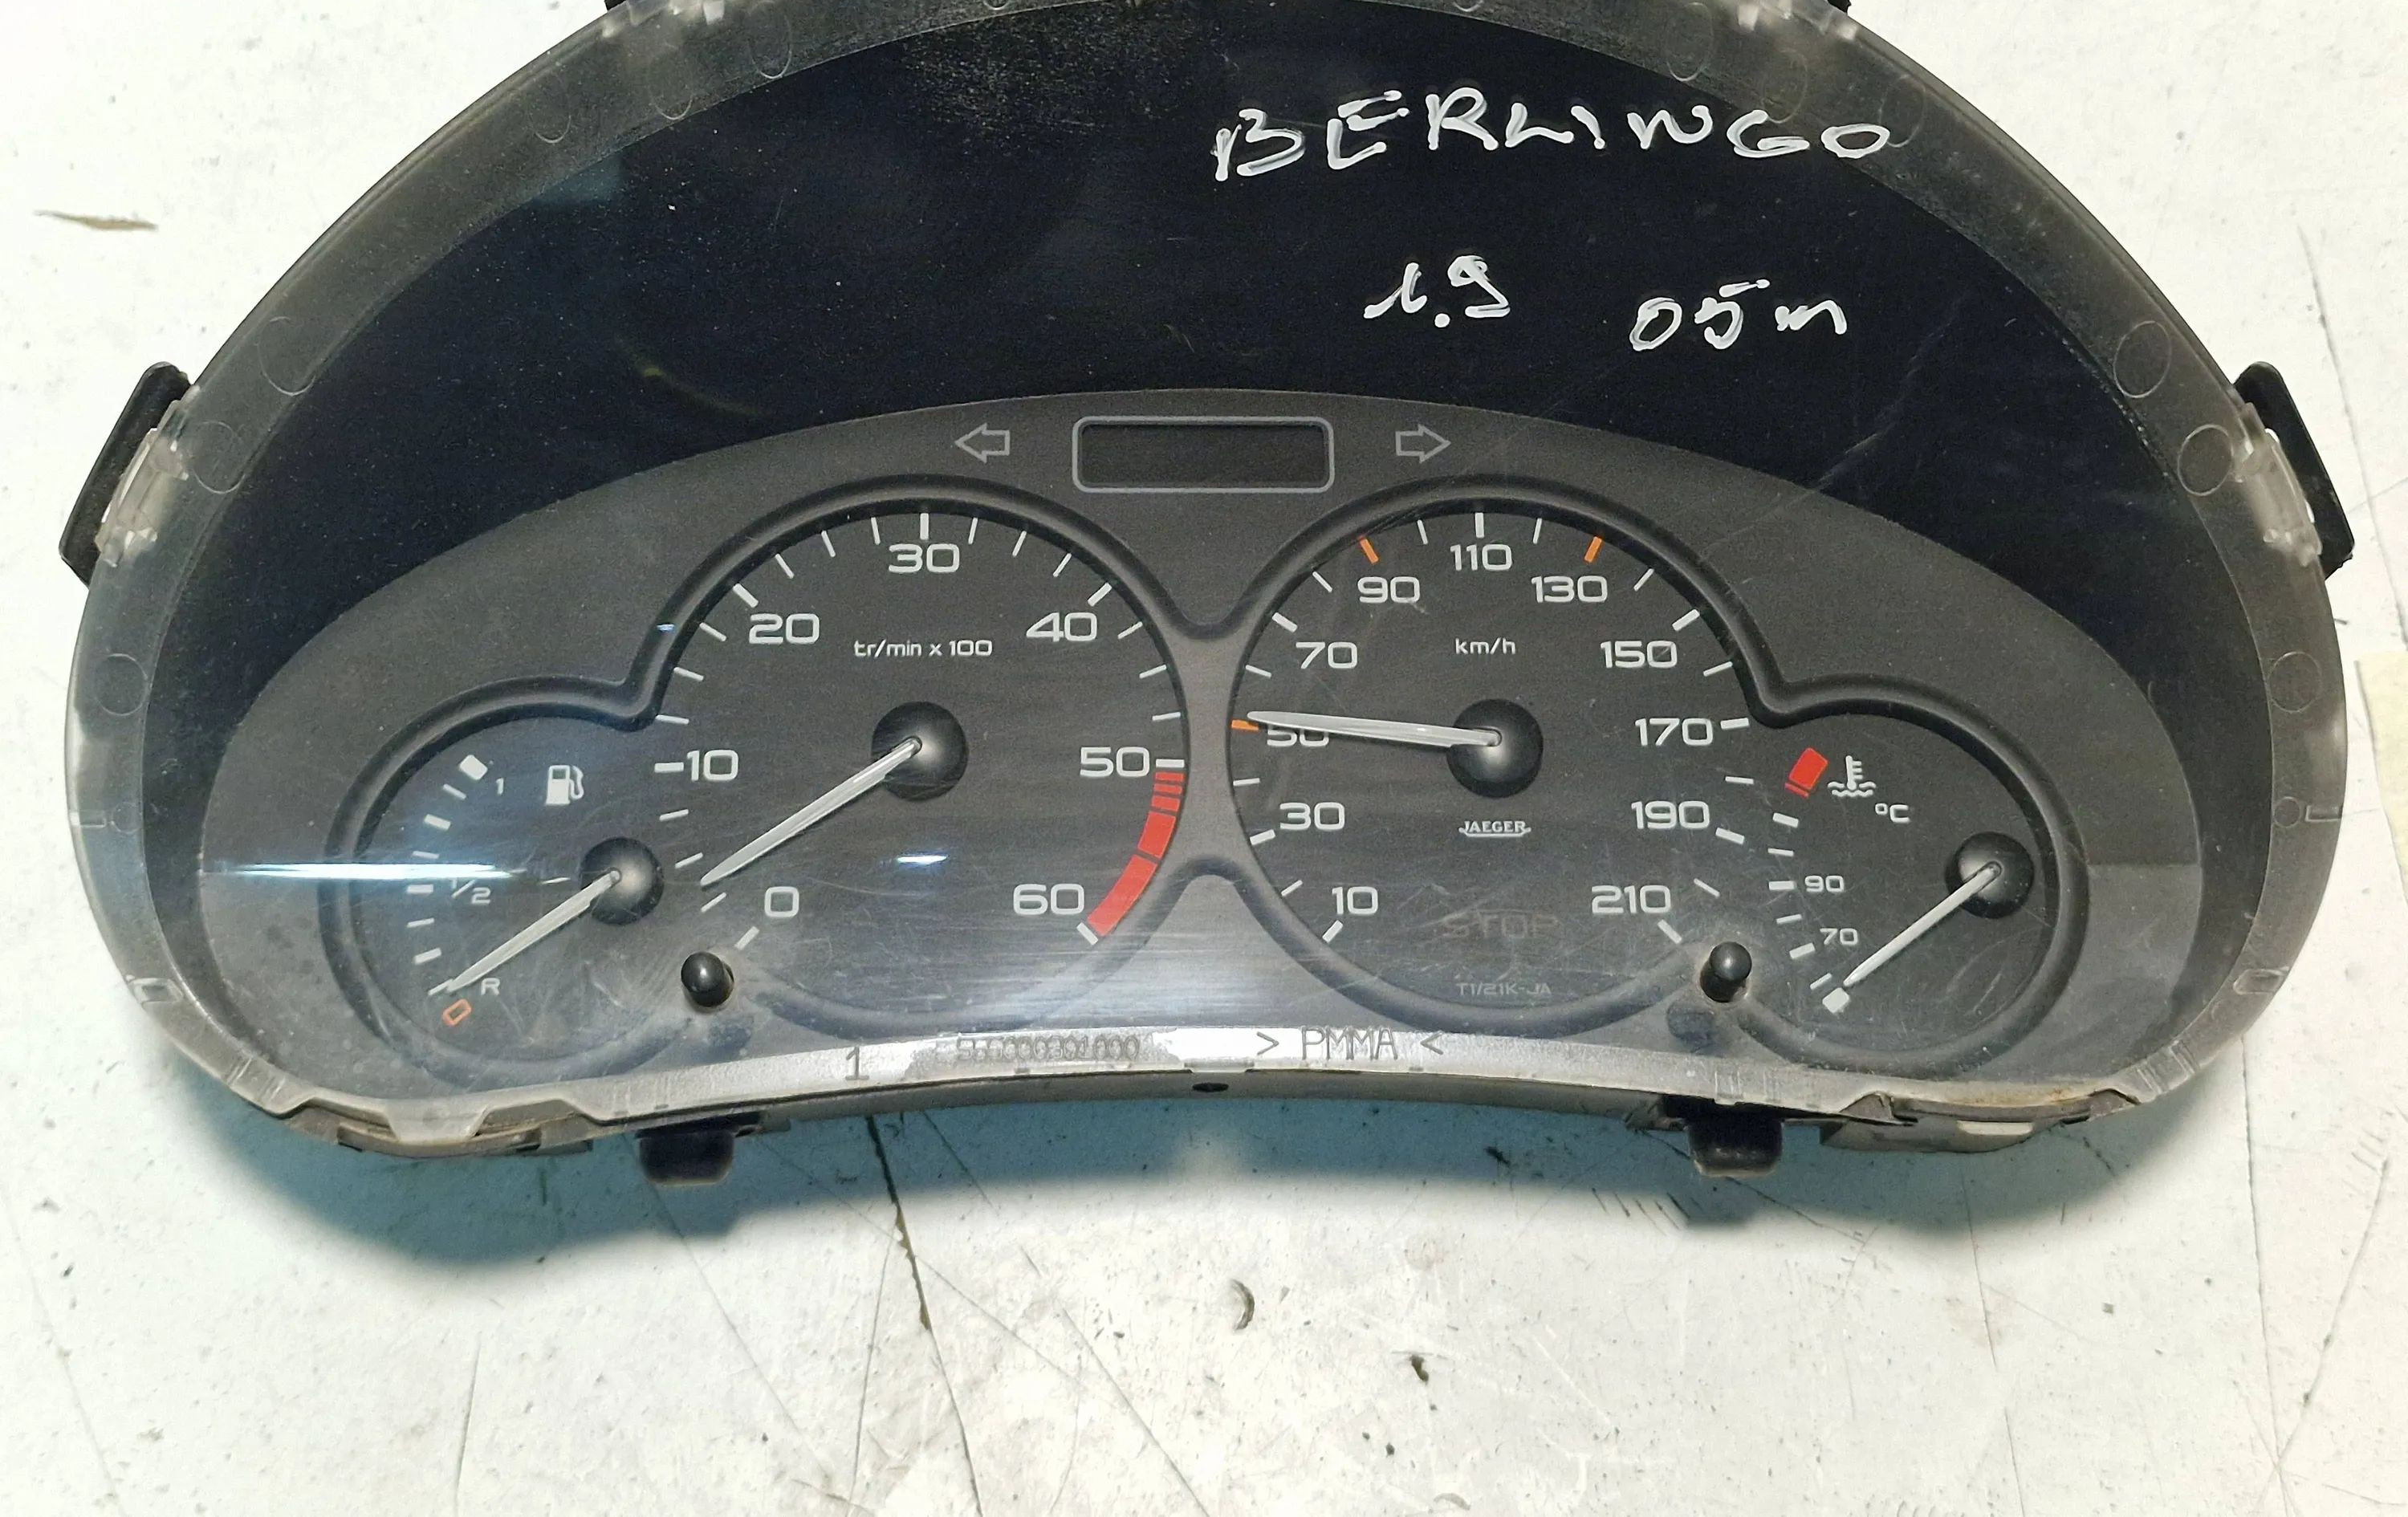 BERLINGO
1.9 05m
30
20 40
tr/min x 100
10 50
0 60
110
90 130
70 km/h 150
50 170
30 JAEGER 190
10 210
STOP
T1/21K-JA
1
1/2
R
°C
90
70
1 > PMMA <